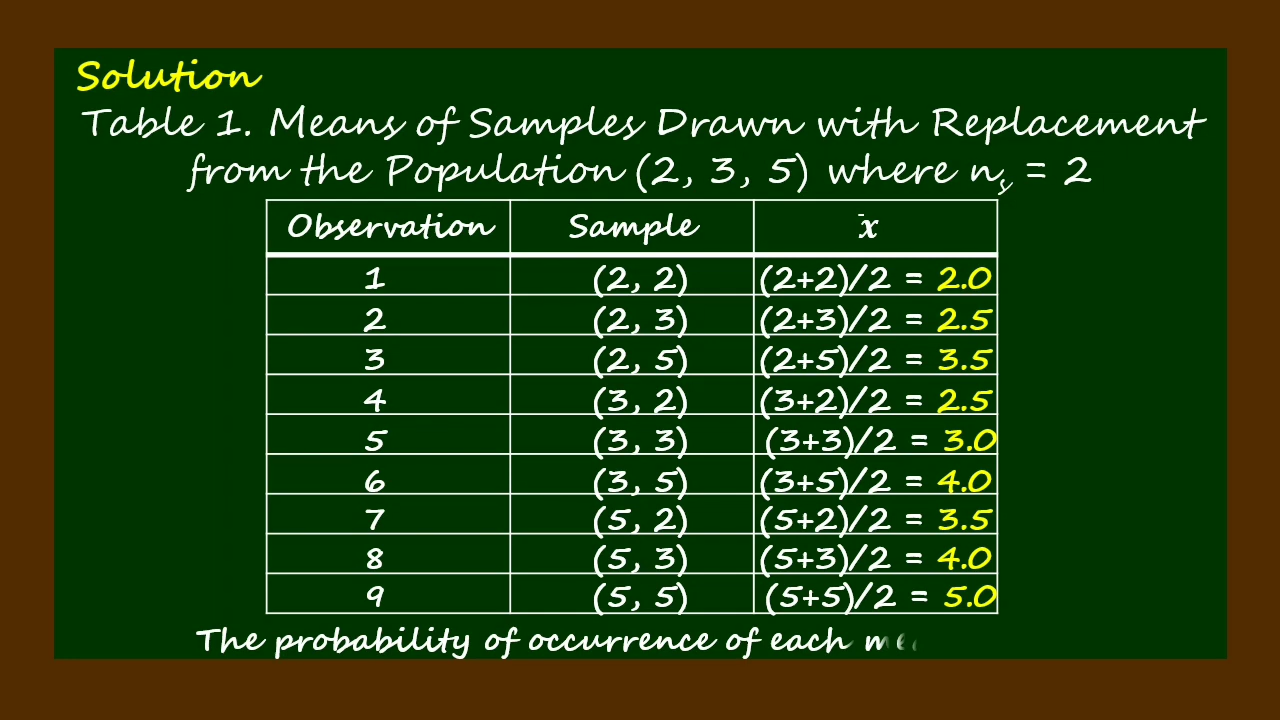 Solution
Table 1. Means of Samples Drawn with Replacement
from the Population (2, 3, 5) where nₛ = 2
Observation Sample x̄
1 (2, 2) (2+2)/2 = 2.0
2 (2, 3) (2+3)/2 = 2.5
3 (2, 5) (2+5)/2 = 3.5
4 (3, 2) (3+2)/2 = 2.5
5 (3, 3) (3+3)/2 = 3.0
6 (3, 5) (3+5)/2 = 4.0
7 (5, 2) (5+2)/2 = 3.5
8 (5, 3) (5+3)/2 = 4.0
9 (5, 5) (5+5)/2 = 5.0
The probability of occurrence of each